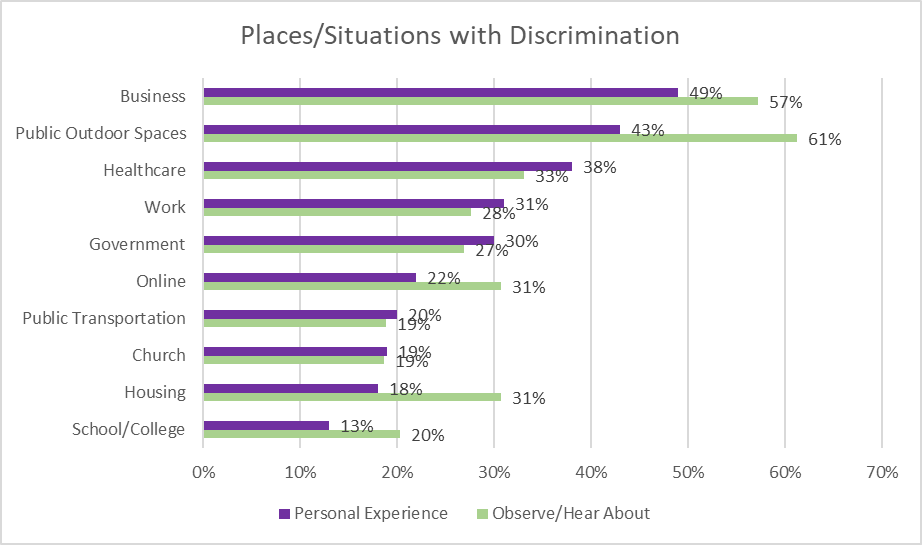 Places/Situations with Discrimination
Business 49%
57%
Public Outdoor Spaces 43%
61%
Healthcare 38%
33%
Work 31%
28%
Government 30%
27%
Online 22%
31%
Public Transportation 20%
19%
Church 19%
19%
Housing 18%
31%
School/College 13%
20%
0% 10% 20% 30% 40% 50% 60% 70%
Personal Experience Observe/Hear About